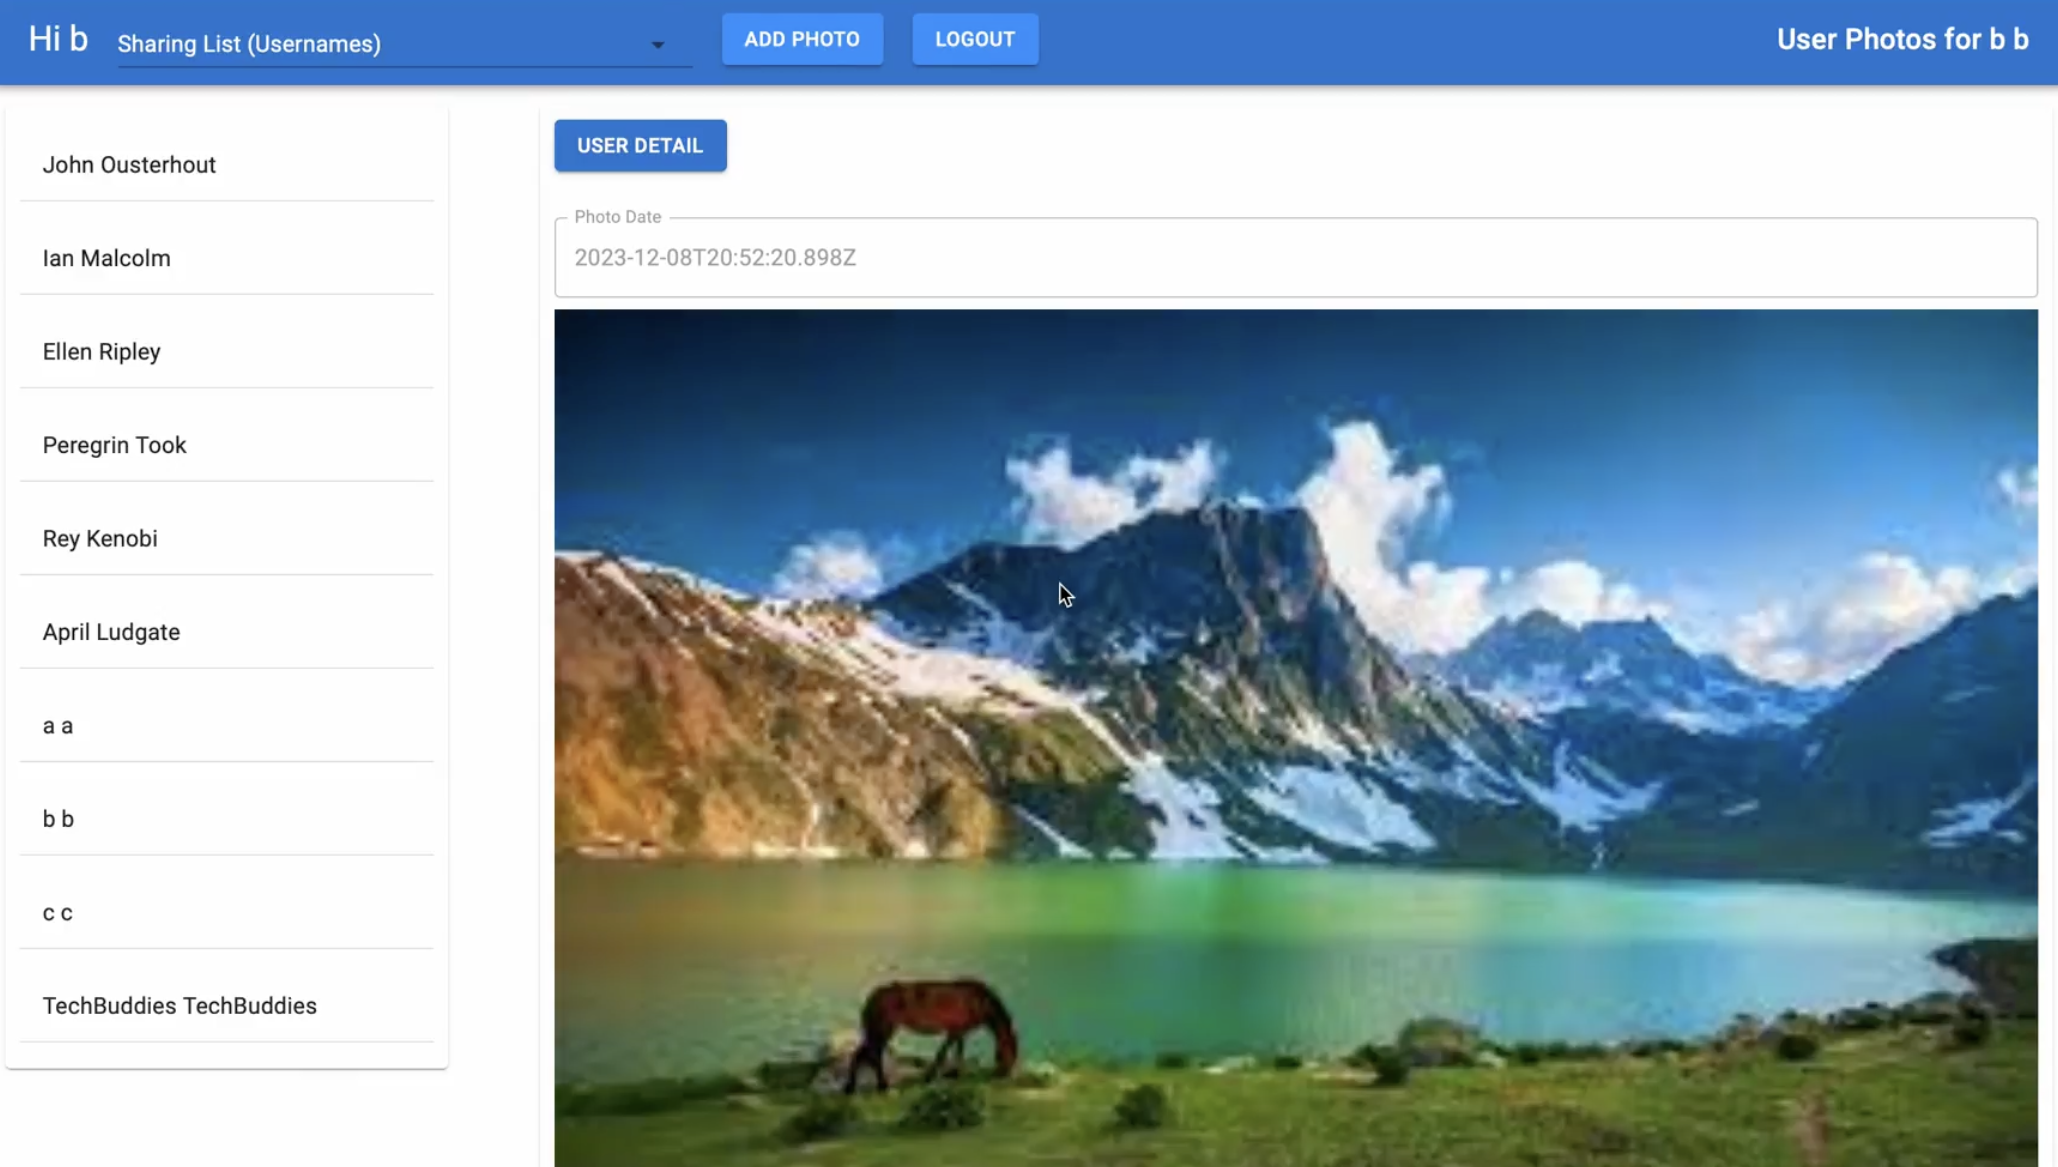 Hi b
Sharing List (Usernames)
ADD PHOTO
LOGOUT
User Photos for b b
John Ousterhout
Ian Malcolm
Ellen Ripley
Peregrin Took
Rey Kenobi
April Ludgate
a a
b b
c c
TechBuddies TechBuddies
USER DETAIL
Photo Date
2023-12-08T20:52:20.898Z